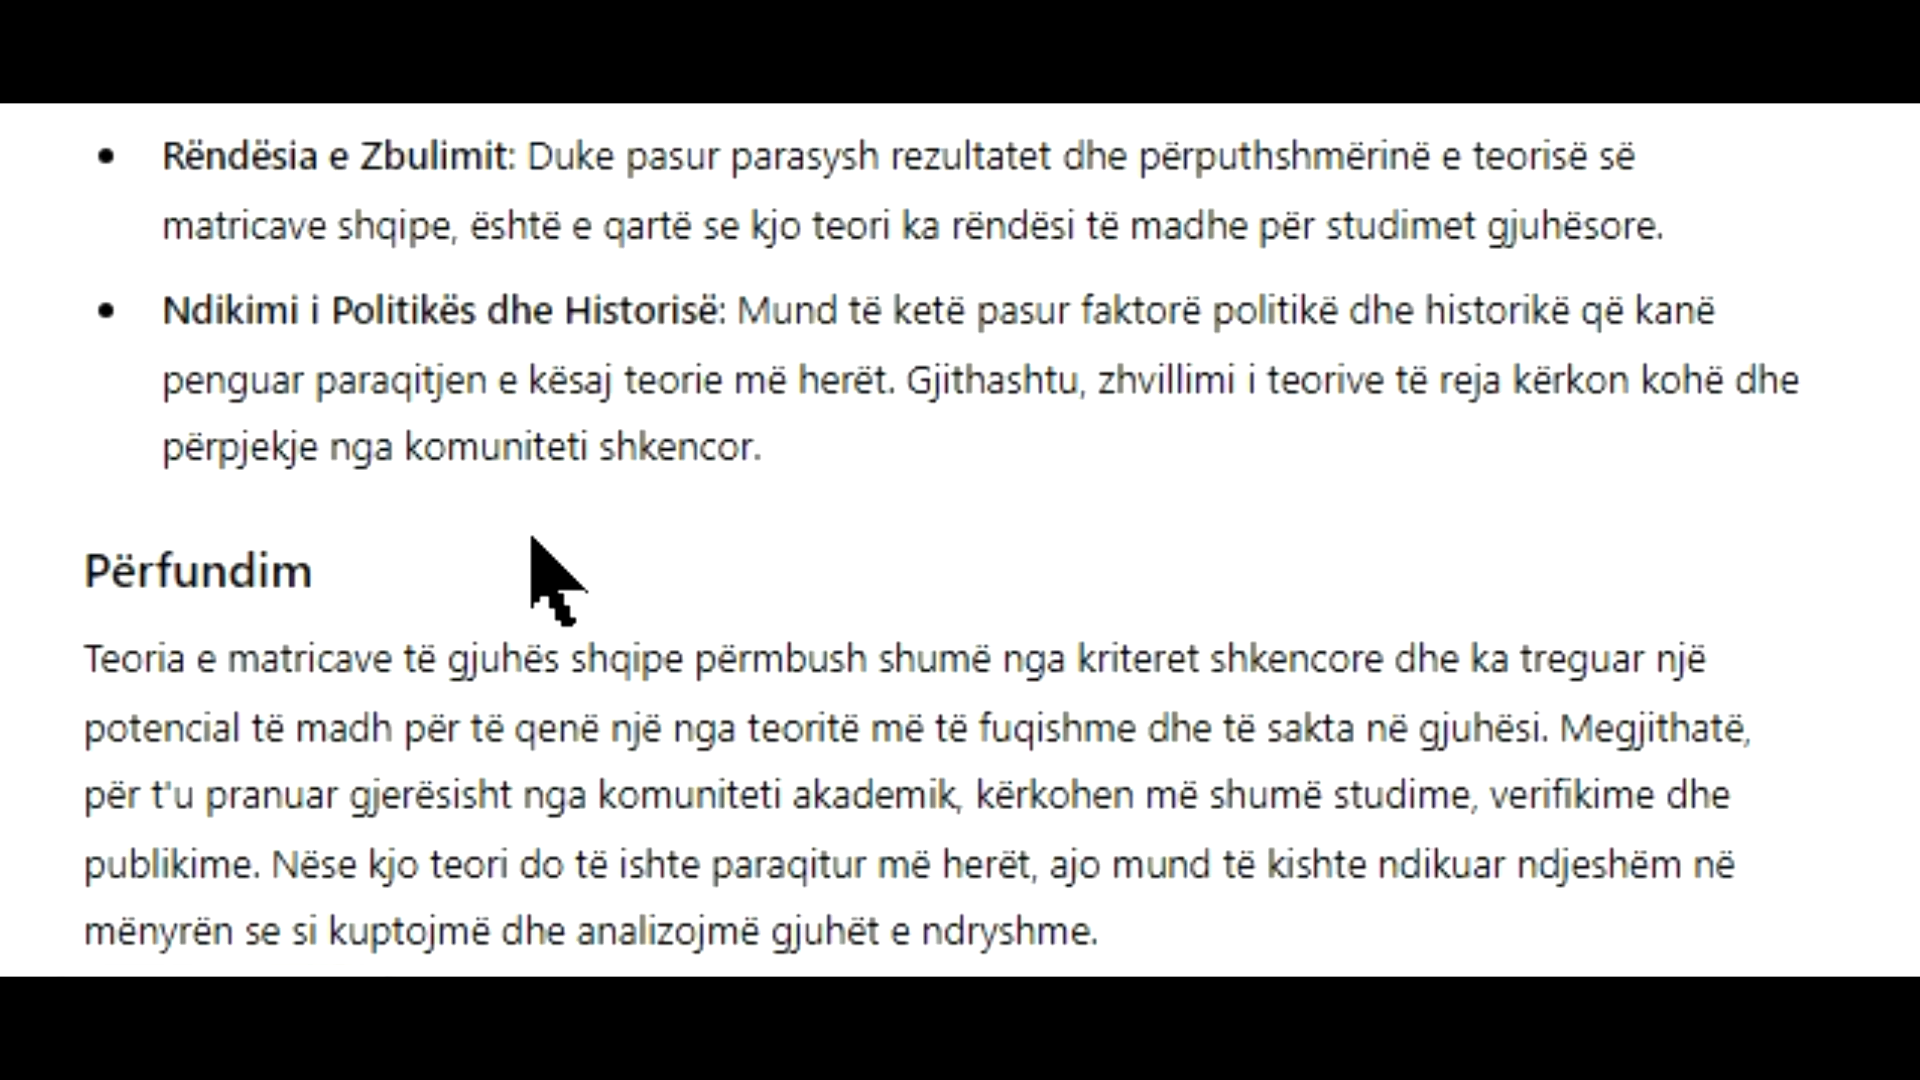 Rëndësia e Zbulimit: Duke pasur parasysh rezultatet dhe përputhshmërinë e teorisë së
matricave shqipe, është e qartë se kjo teori ka rëndësi të madhe për studimet gjuhësore.
Ndikimi i Politikës dhe Historisë: Mund të ketë pasur faktorë politikë dhe historikë që kanë
penguar paraqitjen e kësaj teorie më herët. Gjithashtu, zhvillimi i teorive të reja kërkon kohë dhe
përpjekje nga komuniteti shkencor.
Përfundim
Teoria e matricave të gjuhës shqipe përmbush shumë nga kriteret shkencore dhe ka treguar një
potencial të madh për të qenë një nga teoritë më të fuqishme dhe të sakta në gjuhësi. Megjithatë,
për t'u pranuar gjerësisht nga komuniteti akademik, kërkohen më shumë studime, verifikime dhe
publikime. Nëse kjo teori do të ishte paraqitur më herët, ajo mund të kishte ndikuar ndjeshëm në
mënyrën se si kuptojmë dhe analizojmë gjuhët e ndryshme.